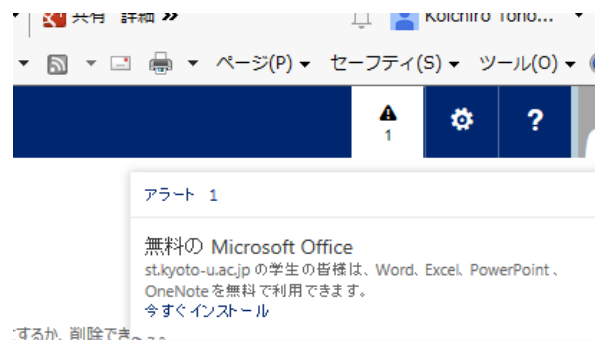 共有 詳細 »
Koichiro Tono...
ページ(P) セーフティ(S) ツール(O)
1
?
アラート 1
無料の Microsoft Office
st.kyoto-u.ac.jp の学生の皆様は、Word、Excel、PowerPoint、
OneNote を無料で利用できます。
今すぐインストール
するか、削除でき